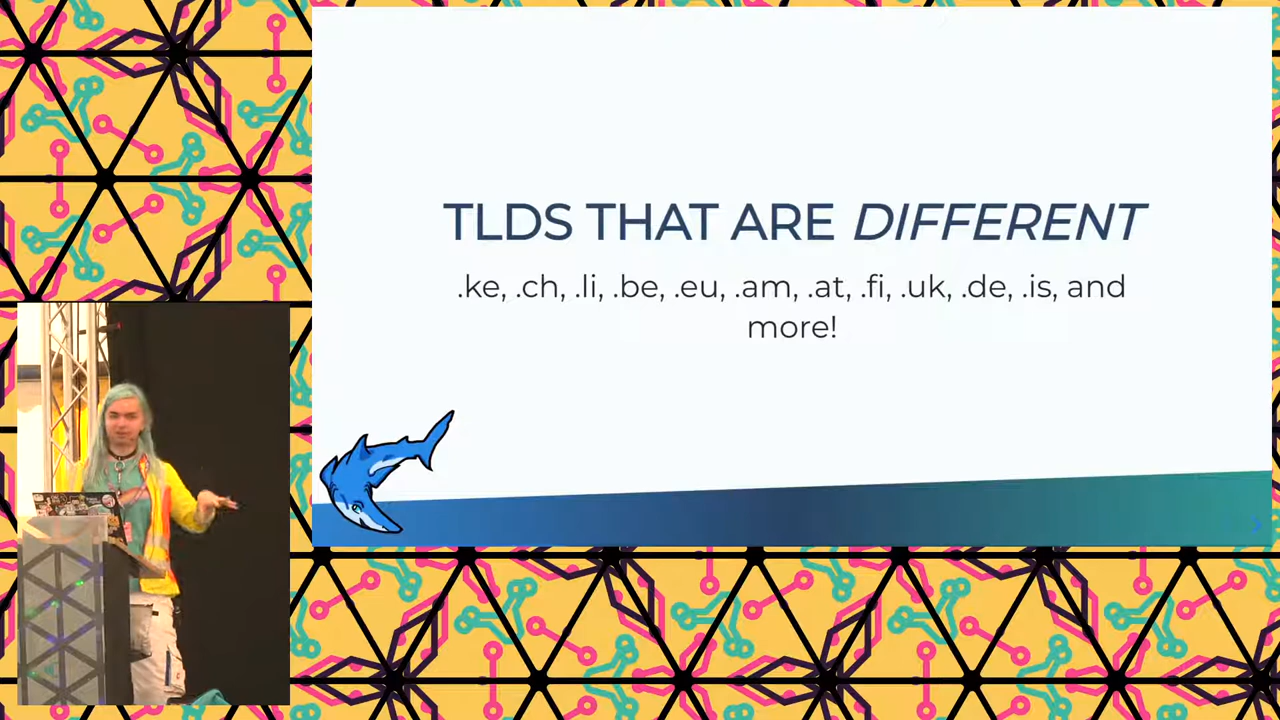 TLDS THAT ARE DIFFERENT
.ke, .ch, .li, .be, .eu, .am, .at, .fi, .uk, .de, .is, and
more!